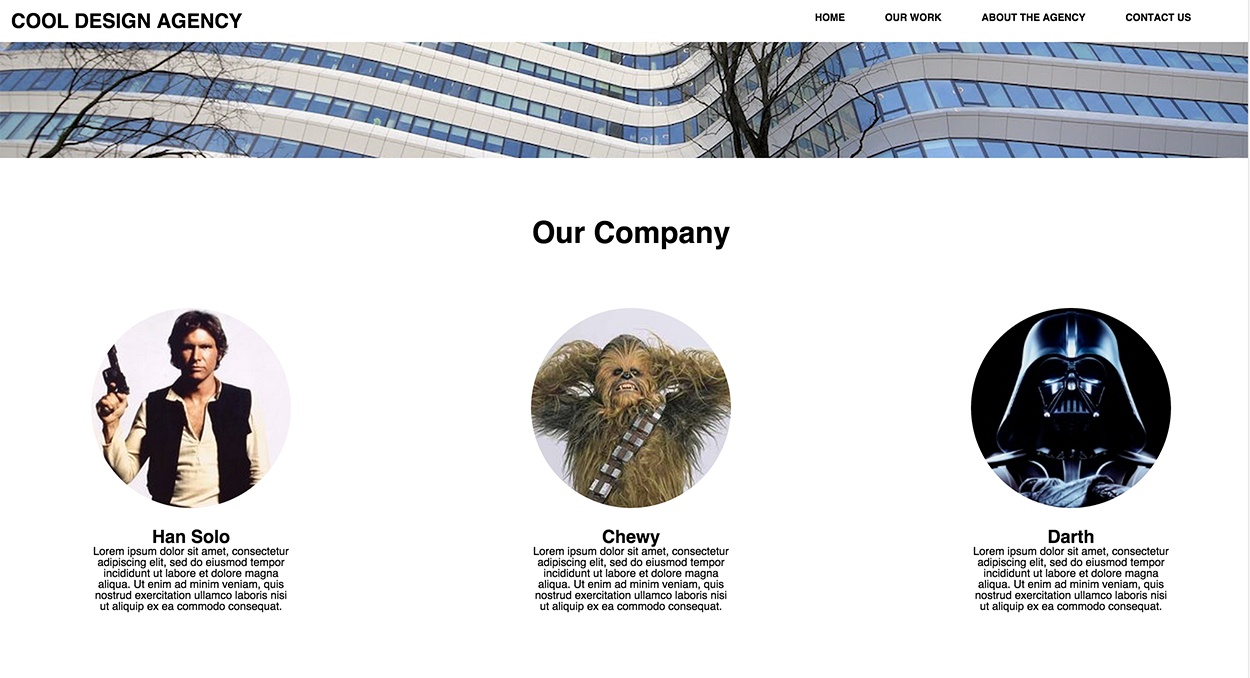 COOL DESIGN AGENCY
HOME
OUR WORK
ABOUT THE AGENCY
CONTACT US
Our Company
Han Solo
Lorem ipsum dolor sit amet, consectetur
adipiscing elit, sed do eiusmod tempor
incididunt ut labore et dolore magna
aliqua. Ut enim ad minim veniam, quis
nostrud exercitation ullamco laboris nisi
ut aliquip ex ea commodo consequat.
Chewy
Lorem ipsum dolor sit amet, consectetur
adipiscing elit, sed do eiusmod tempor
incididunt ut labore et dolore magna
aliqua. Ut enim ad minim veniam, quis
nostrud exercitation ullamco laboris nisi
ut aliquip ex ea commodo consequat.
Darth
Lorem ipsum dolor sit amet, consectetur
adipiscing elit, sed do eiusmod tempor
incididunt ut labore et dolore magna
aliqua. Ut enim ad minim veniam, quis
nostrud exercitation ullamco laboris nisi
ut aliquip ex ea commodo consequat.